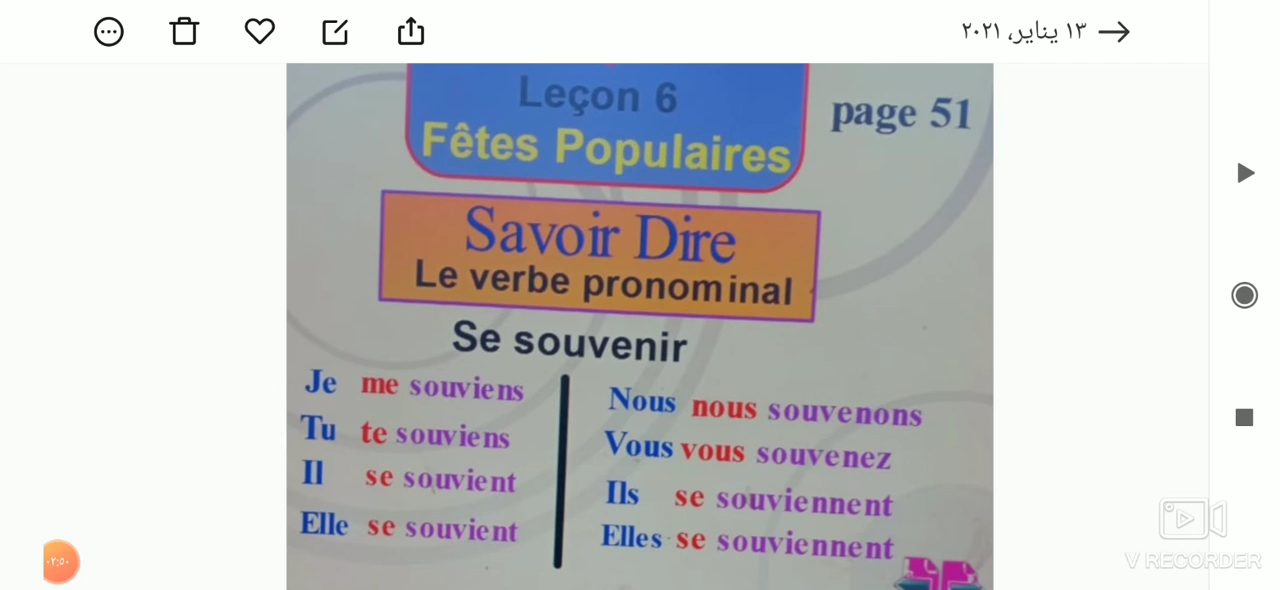 ١٣ يناير، ٢٠٢١
Leçon 6
Fêtes Populaires
page 51
Savoir Dire
Le verbe pronominal
Se souvenir
Je me souviens
Tu te souviens
Il se souvient
Elle se souvient
Nous nous souvenons
Vous vous souvenez
Ils se souviennent
Elles se souviennent
٠٢:٥٠
V RECORDER